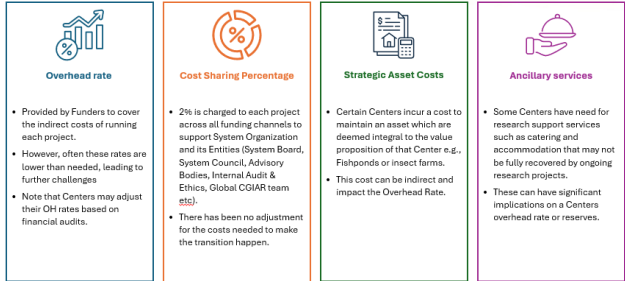 Overhead rate
• Provided by Funders to cover
the indirect costs of running
each project.
• However, often these rates are
lower than needed, leading to
further challenges
• Note that Centers may adjust
their OH rates based on
financial audits.
Cost Sharing Percentage
• 2% is charged to each project
across all funding channels to
support System Organization
and its Entities (System Board,
System Council, Advisory
Bodies, Internal Audit &
Ethics, Global CGIAR team
etc).
• There has been no adjustment
for the costs needed to make
the transition happen.
Strategic Asset Costs
• Certain Centers incur a cost to
maintain an asset which are
deemed integral to the value
proposition of that Center e.g.,
Fishponds or insect farms.
• This cost can be indirect and
impact the Overhead Rate.
Ancillary services
• Some Centers have need for
research support services
such as catering and
accommodation that may not
be fully recovered by ongoing
research projects.
• These can have significant
implications on a Centers
overhead rate or reserves.